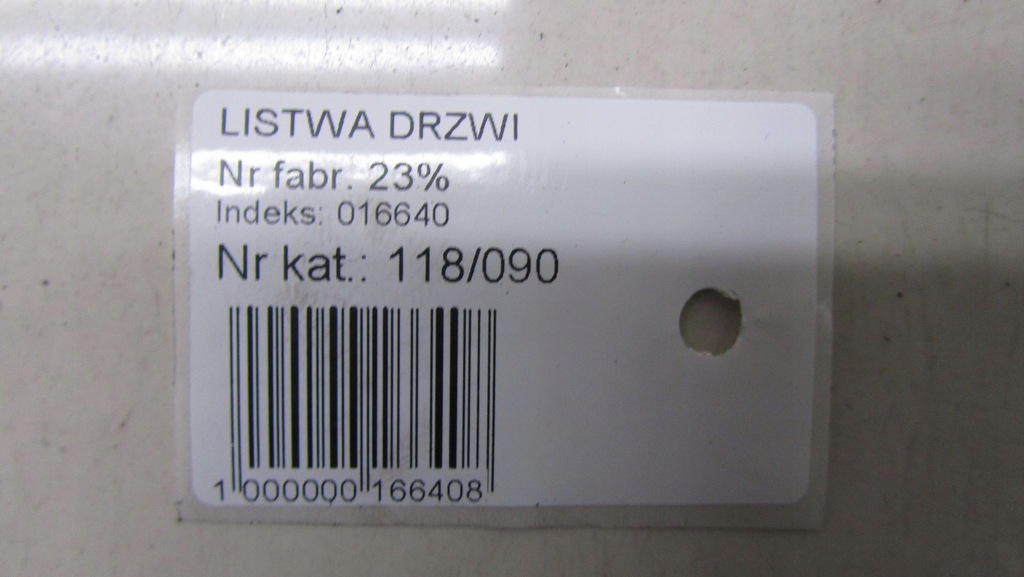 LISTWA DRZWI
Nr fabr. 23%
Indeks: 016640
Nr kat.: 118/090
1 000000 166408